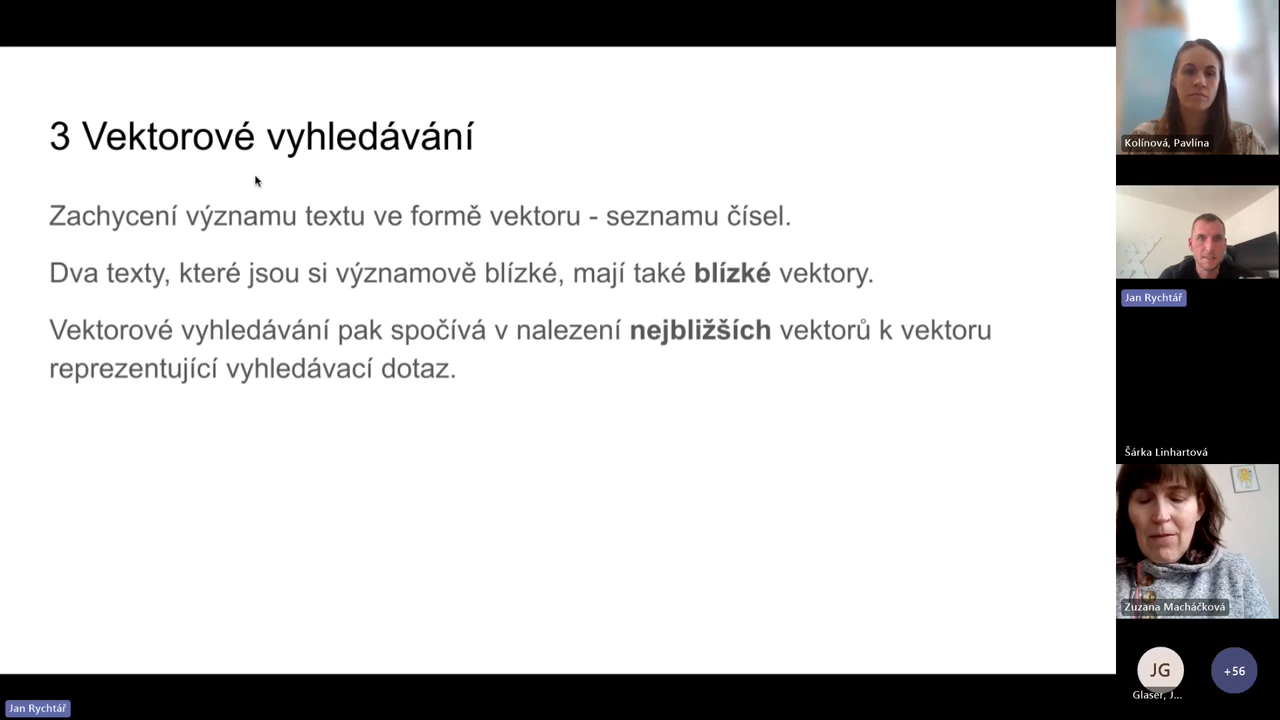 3 Vektorové vyhledávání
Zachycení významu textu ve formě vektoru - seznamu čísel.
Dva texty, které jsou si významově blízké, mají také blízké vektory.
Vektorové vyhledávání pak spočívá v nalezení nejbližších vektorů k vektoru
reprezentující vyhledávací dotaz.
Kolínová, Pavlína
Jan Rychtář
Šárka Linhartová
Zuzana Macháčková
JG
+56
Glaser, J...
Jan Rychtář